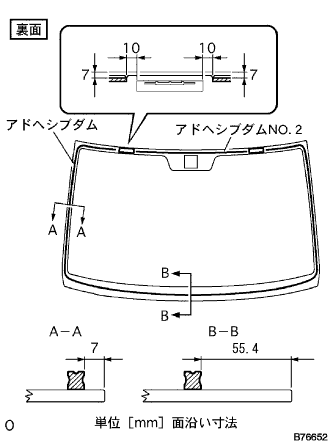 裏面
10 10
7 7
アドヘシブダム
アドヘシブダムNO. 2
A A
B
B
A－A B－B
7 55.4
O 単位［mm］面沿い寸法
B76652